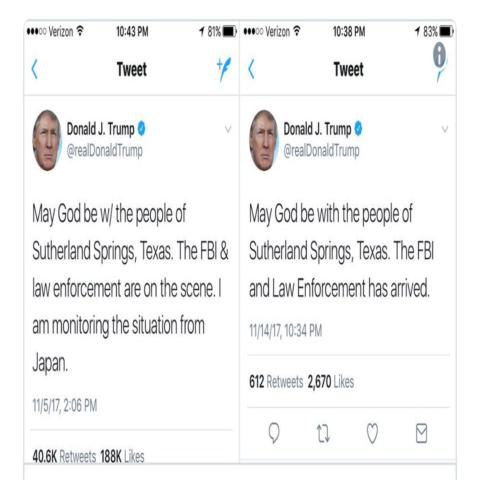 ●●●○○ Verizon 10:43 PM 81%
Tweet
Donald J. Trump
@realDonaldTrump
May God be w/ the people of
Sutherland Springs, Texas. The FBI &
law enforcement are on the scene. I
am monitoring the situation from
Japan.
11/5/17, 2:06 PM
40.6K Retweets 188K Likes
●●●○○ Verizon 10:38 PM 83%
Tweet
Donald J. Trump
@realDonaldTrump
May God be with the people of
Sutherland Springs, Texas. The FBI
and Law Enforcement has arrived.
11/14/17, 10:34 PM
612 Retweets 2,670 Likes